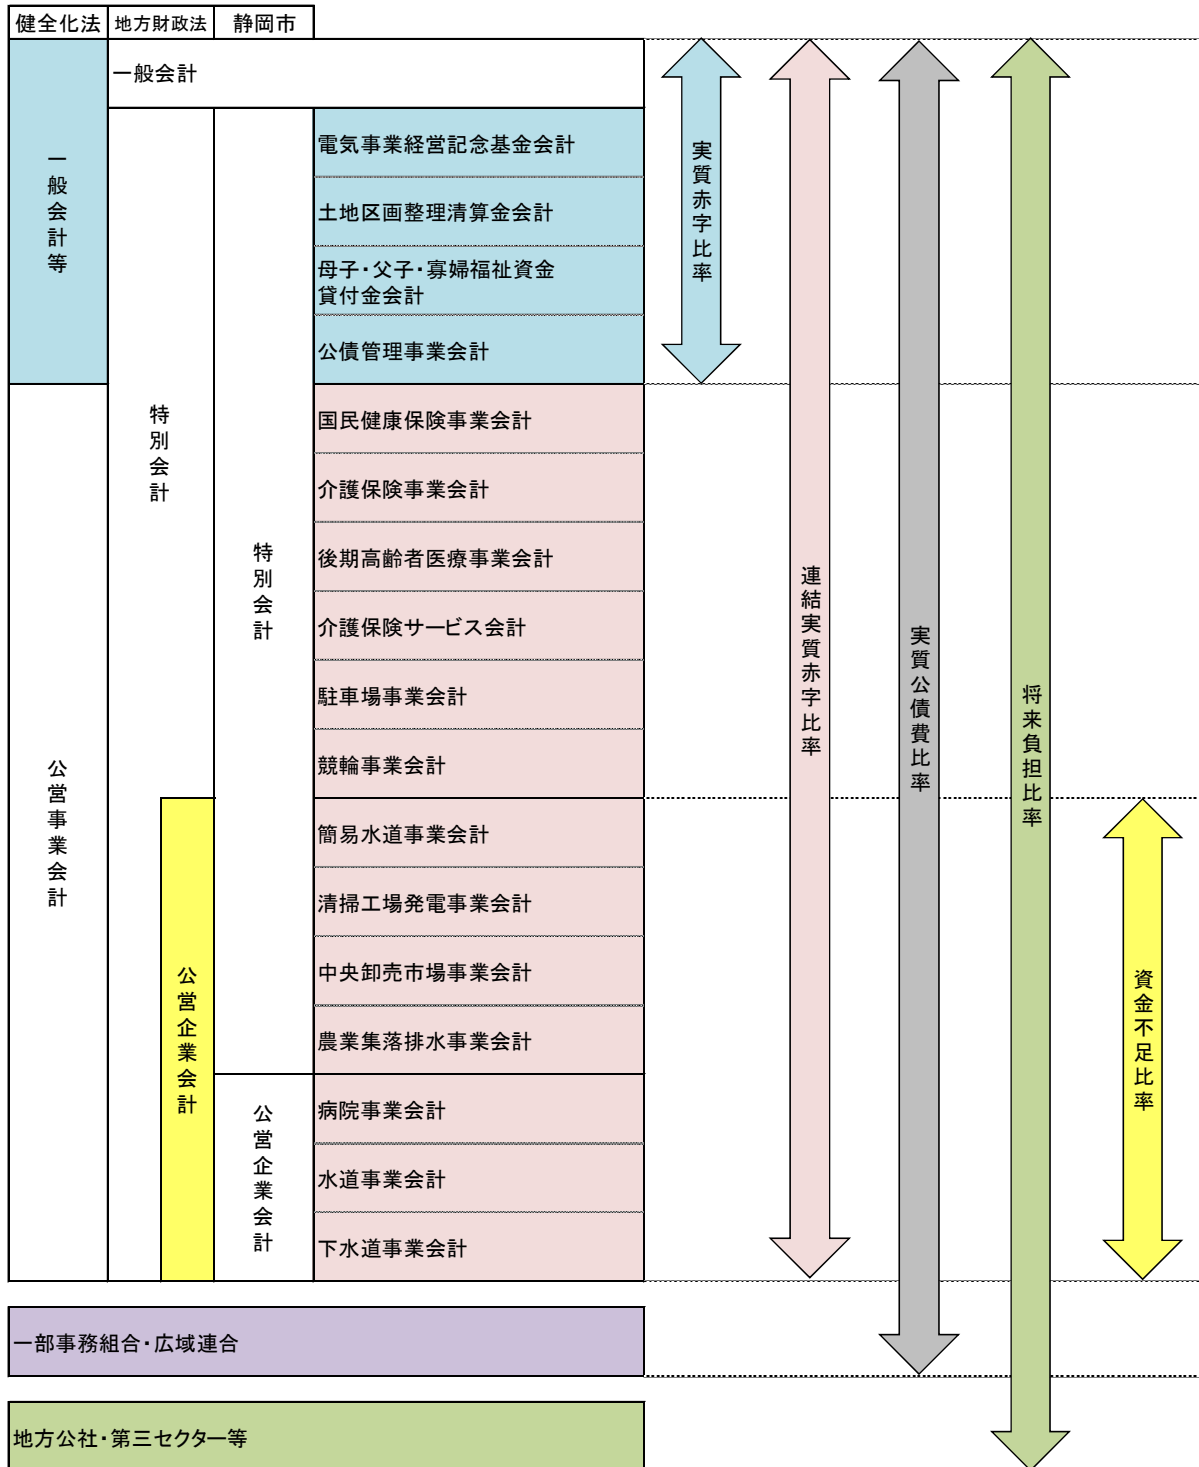 健全化法
地方財政法
静岡市
一般会計等
一般会計
電気事業経営記念基金会計
土地区画整理清算金会計
母子・父子・寡婦福祉資金
貸付金会計
公債管理事業会計
実質赤字比率
特別会計
特別会計
国民健康保険事業会計
介護保険事業会計
後期高齢者医療事業会計
介護保険サービス会計
駐車場事業会計
競輪事業会計
連結実質赤字比率
実質公債費比率
将来負担比率
公営事業会計
公営企業会計
簡易水道事業会計
清掃工場発電事業会計
中央卸売市場事業会計
農業集落排水事業会計
公営企業会計
病院事業会計
水道事業会計
下水道事業会計
資金不足比率
一部事務組合・広域連合
地方公社・第三セクター等